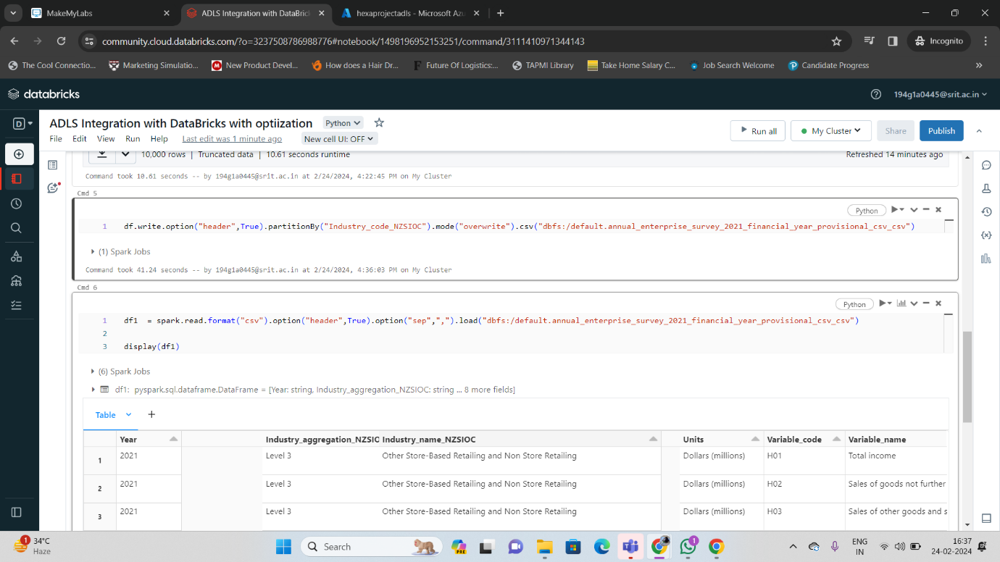 MakeMyLabs
ADLS Integration with DataBric
hexaprojectadls - Microsoft Azu
community.cloud.databricks.com/?o=3237508786988776#notebook/1498196952153251/command/3111410971344143
Incognito
The Cool Connectio...
Marketing Simulatio...
New Product Devel...
How does a Hair Dr...
Future Of Logistics:...
TAPMI Library
Take Home Salary C...
Job Search Welcome
Candidate Progress
databricks
194g1a0445@srit.ac.in
D
ADLS Integration with DataBricks with optiization
Python
File Edit View Run Help Last edit was 1 minute ago New cell UI: OFF
Run all
My Cluster
Share
Publish
10,000 rows | Truncated data | 10.61 seconds runtime
Refreshed 14 minutes ago
Command took 10.61 seconds -- by 194g1a0445@srit.ac.in at 2/24/2024, 4:22:45 PM on My Cluster
Cmd 5
Python
1 df.write.option("header",True).partitionBy("Industry_code_NZSIOC").mode("overwrite").csv("dbfs:/default.annual_enterprise_survey_2021_financial_year_provisional_csv_csv")
(1) Spark Jobs
Command took 41.24 seconds -- by 194g1a0445@srit.ac.in at 2/24/2024, 4:36:03 PM on My Cluster
Cmd 6
Python
1 df1 = spark.read.format("csv").option("header",True).option("sep",",").load("dbfs:/default.annual_enterprise_survey_2021_financial_year_provisional_csv_csv")
2
3 display(df1)
(6) Spark Jobs
df1: pyspark.sql.dataframe.DataFrame = [Year: string, Industry_aggregation_NZSIOC: string ... 8 more fields]
Table +
Year Industry_aggregation_NZSIC Industry_name_NZSIOC Units Variable_code Variable_name
1 2021 Level 3 Other Store-Based Retailing and Non Store Retailing Dollars (millions) H01 Total income
2 2021 Level 3 Other Store-Based Retailing and Non Store Retailing Dollars (millions) H02 Sales of goods not further
3 2021 Level 3 Other Store-Based Retailing and Non Store Retailing Dollars (millions) H03 Sales of other goods and s
1
34°C
Haze
Search
PRE
1
ENG
IN
16:37
24-02-2024